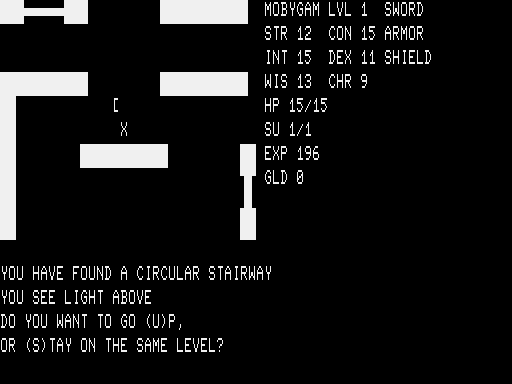 MOBYGAM LVL 1 SWORD
STR 12 CON 15 ARMOR
INT 15 DEX 11 SHIELD
WIS 13 CHR 9
[
HP 15/15
X
SU 1/1
EXP 196
GLD 0
YOU HAVE FOUND A CIRCULAR STAIRWAY
YOU SEE LIGHT ABOVE
DO YOU WANT TO GO (U)P,
OR (S)TAY ON THE SAME LEVEL?